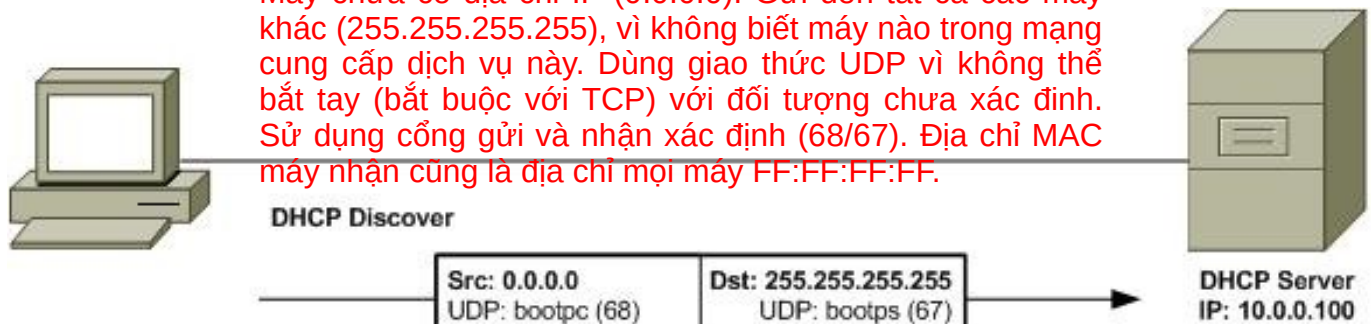 khác (255.255.255.255), vì không biết máy nào trong mạng
cung cấp dịch vụ này. Dùng giao thức UDP vì không thể
bắt tay (bắt buộc với TCP) với đối tượng chưa xác đinh.
Sử dụng cổng gửi và nhận xác định (68/67). Địa chỉ MAC
máy nhận cũng là địa chỉ mọi máy FF:FF:FF:FF.
DHCP Discover
Src: 0.0.0.0
UDP: bootpc (68)
Dst: 255.255.255.255
UDP: bootps (67)
DHCP Server
IP: 10.0.0.100